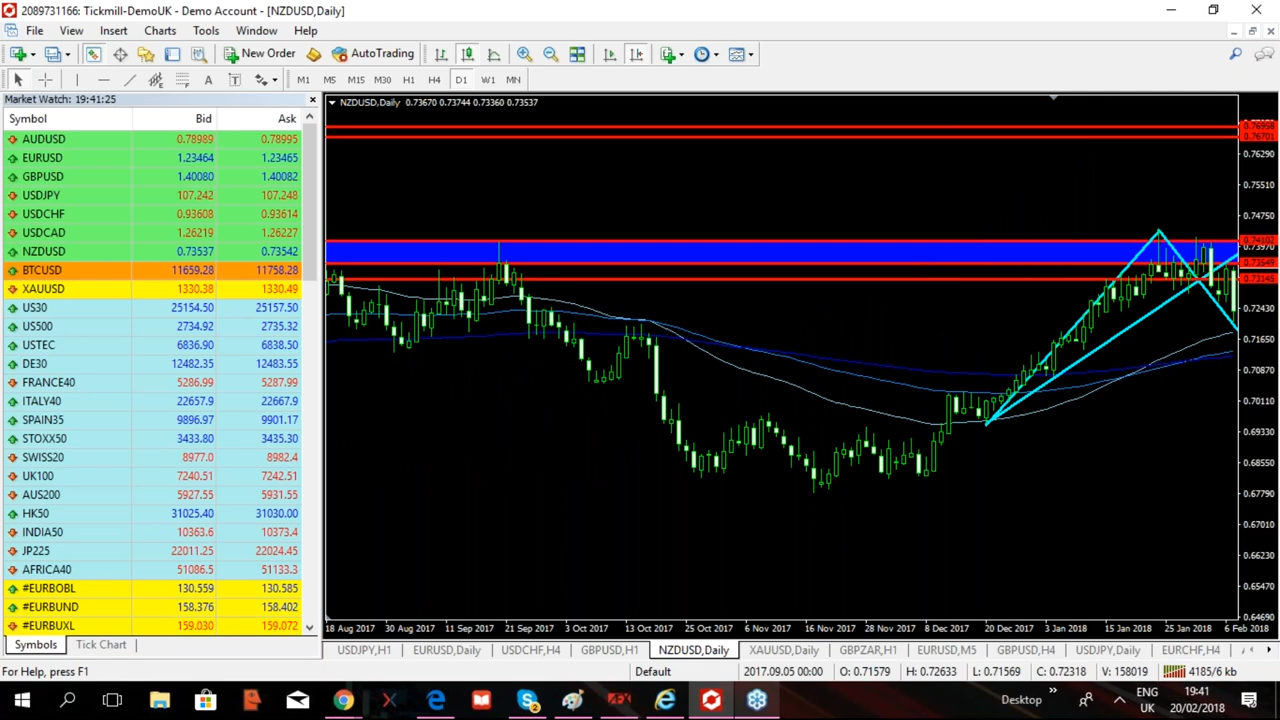 2089731166: Tickmill-DemoUK - Demo Account - [NZDUSD,Daily]
File View Insert Charts Tools Window Help
New Order AutoTrading
A T M1 M5 M15 M30 H1 H4 D1 W1 MN
Market Watch: 19:41:25
Symbol Bid Ask
AUDUSD 0.78989 0.78995
EURUSD 1.23464 1.23465
GBPUSD 1.40080 1.40082
USDJPY 107.242 107.248
USDCHF 0.93608 0.93614
USDCAD 1.26219 1.26227
NZDUSD 0.73537 0.73542
BTCUSD 11659.28 11758.28
XAUUSD 1330.38 1330.49
US30 25154.50 25157.50
US500 2734.92 2735.32
USTEC 6836.90 6838.50
DE30 12482.35 12483.55
FRANCE40 5286.99 5287.99
ITALY40 22657.9 22667.9
SPAIN35 9896.97 9901.17
STOXX50 3433.80 3435.30
SWISS20 8977.0 8982.4
UK100 7240.51 7242.51
AUS200 5927.55 5931.55
HK50 31025.40 31030.00
INDIA50 10363.6 10373.4
JP225 22011.25 22024.45
AFRICA40 51086.5 51133.3
#EURBOBL 130.559 130.585
#EURBUND 158.376 158.402
#EURBUXL 159.030 159.072
Symbols Tick Chart
NZDUSD,Daily 0.73670 0.73744 0.73360 0.73537
0.76701
0.76290
0.75510
0.74750
0.73970
0.73145
0.72430
0.71650
0.70870
0.70110
0.69330
0.68550
0.67790
0.67010
0.66230
0.65470
0.64690
18 Aug 2017 30 Aug 2017 11 Sep 2017 21 Sep 2017 3 Oct 2017 13 Oct 2017 25 Oct 2017 6 Nov 2017 16 Nov 2017 28 Nov 2017 8 Dec 2017 20 Dec 2017 3 Jan 2018 15 Jan 2018 25 Jan 2018 6 Feb 2018
USDJPY,H1 EURUSD,Daily USDCHF,H4 GBPUSD,H1 NZDUSD,Daily XAUUSD,Daily GBPZAR,H1 EURUSD,M5 GBPUSD,H4 USDJPY,Daily EURCHF,H4
For Help, press F1 Default 2017.09.05 00:00 O: 0.71579 H: 0.72633 L: 0.71569 C: 0.72318 V: 158019 4185/6 kb
Desktop ENG 19:41
UK 20/02/2018